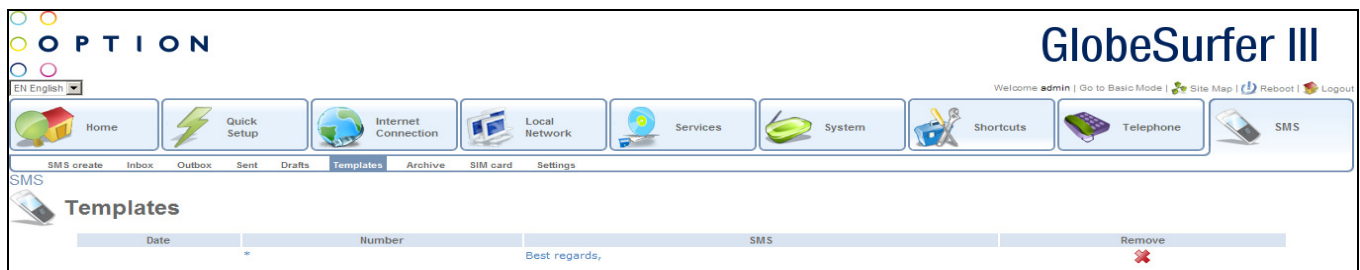 OPTION
GlobeSurfer III
EN English
Welcome admin | Go to Basic Mode | Site Map | Reboot | Logout
Home
Quick Setup
Internet Connection
Local Network
Services
System
Shortcuts
Telephone
SMS
SMS create Inbox Outbox Sent Drafts Templates Archive SIM card Settings
SMS
Templates
Date Number SMS Remove
* Best regards,